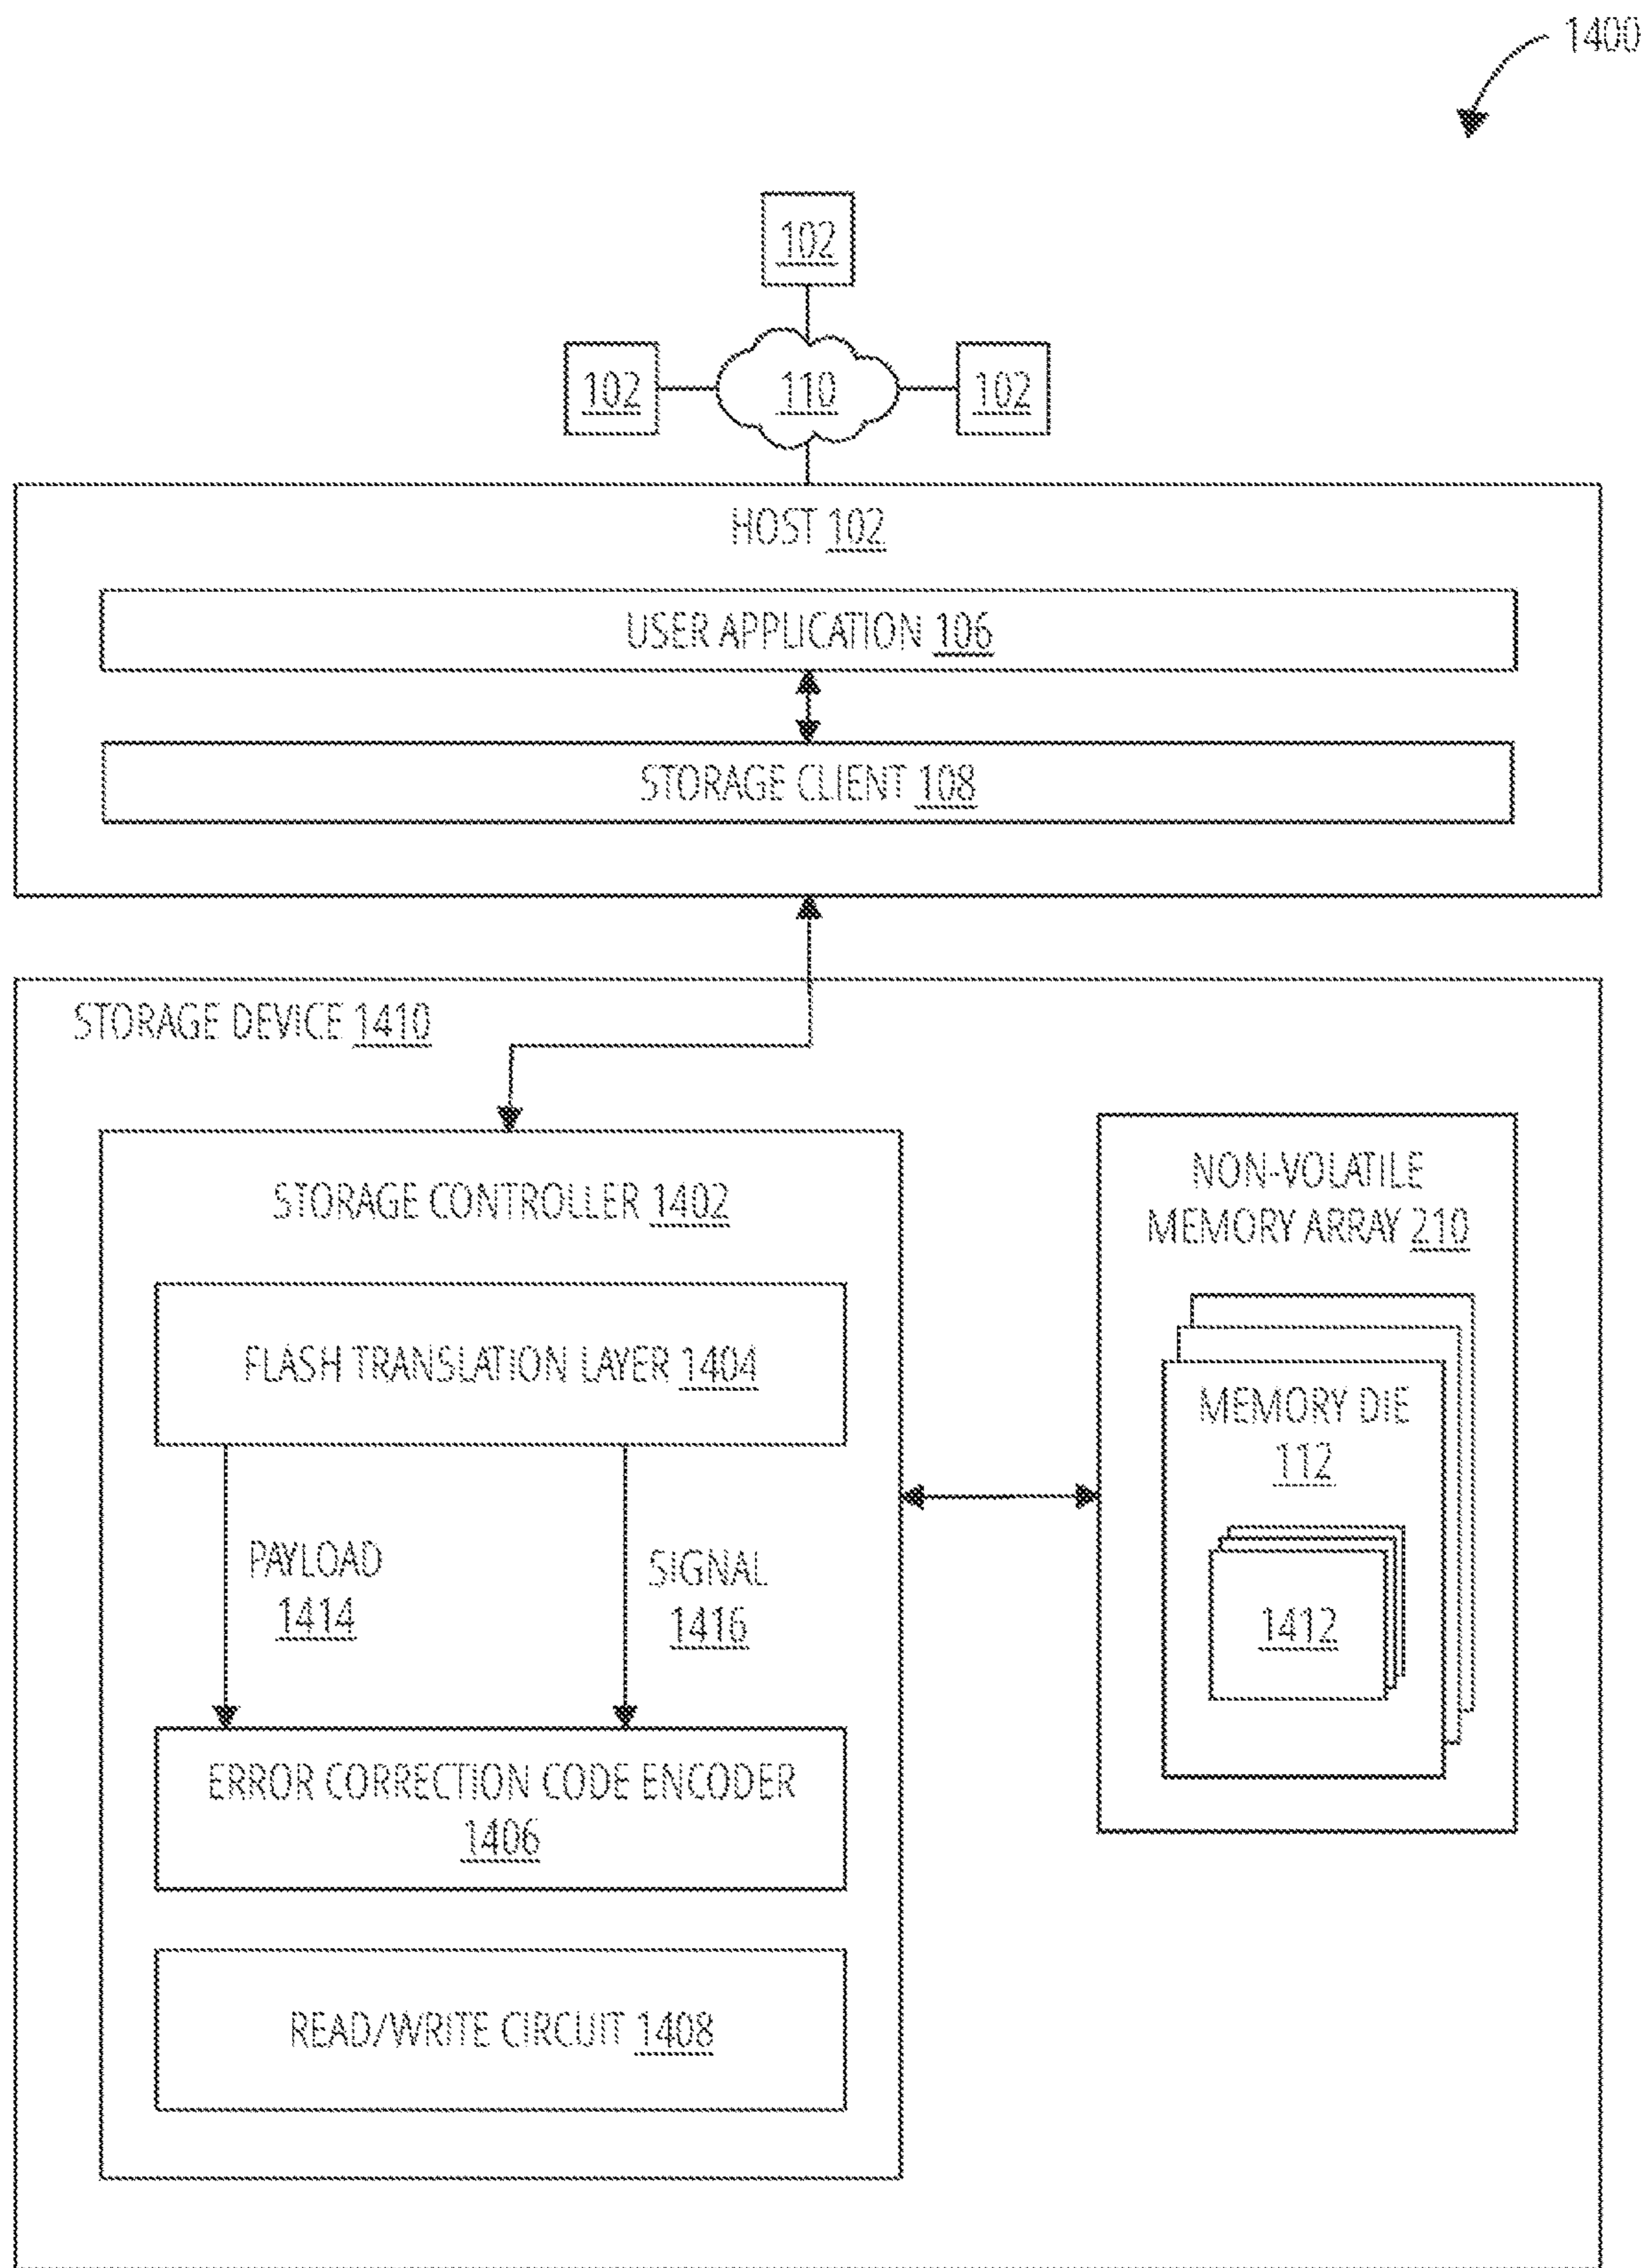 1400
102
102
110
102
HOST 102
USER APPLICATION 106
STORAGE CLIENT 108
STORAGE DEVICE 1410
STORAGE CONTROLLER 1402
FLASH TRANSLATION LAYER 1404
PAYLOAD
1414
SIGNAL
1416
ERROR CORRECTION CODE ENCODER
1406
READ/WRITE CIRCUIT 1408
NON-VOLATILE
MEMORY ARRAY 210
MEMORY DIE
112
1412